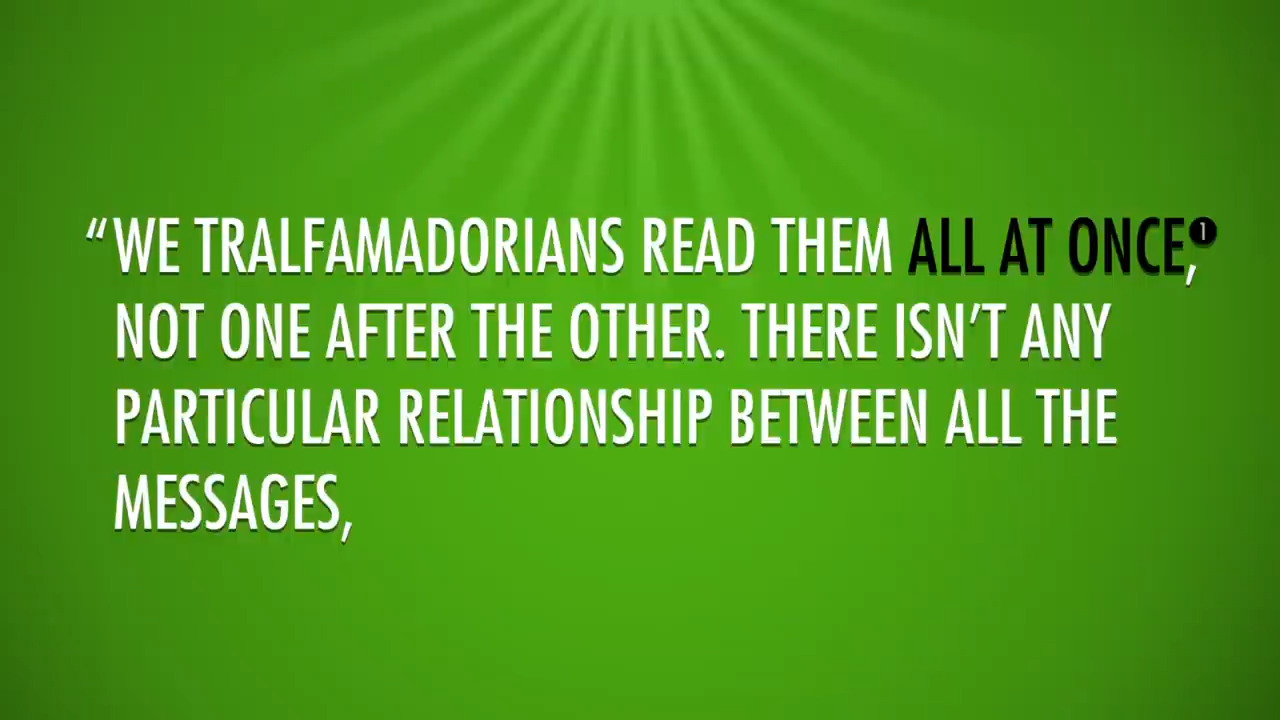 “WE TRALFAMADORIANS READ THEM ALL AT ONCE,1
NOT ONE AFTER THE OTHER. THERE ISN’T ANY
PARTICULAR RELATIONSHIP BETWEEN ALL THE
MESSAGES,